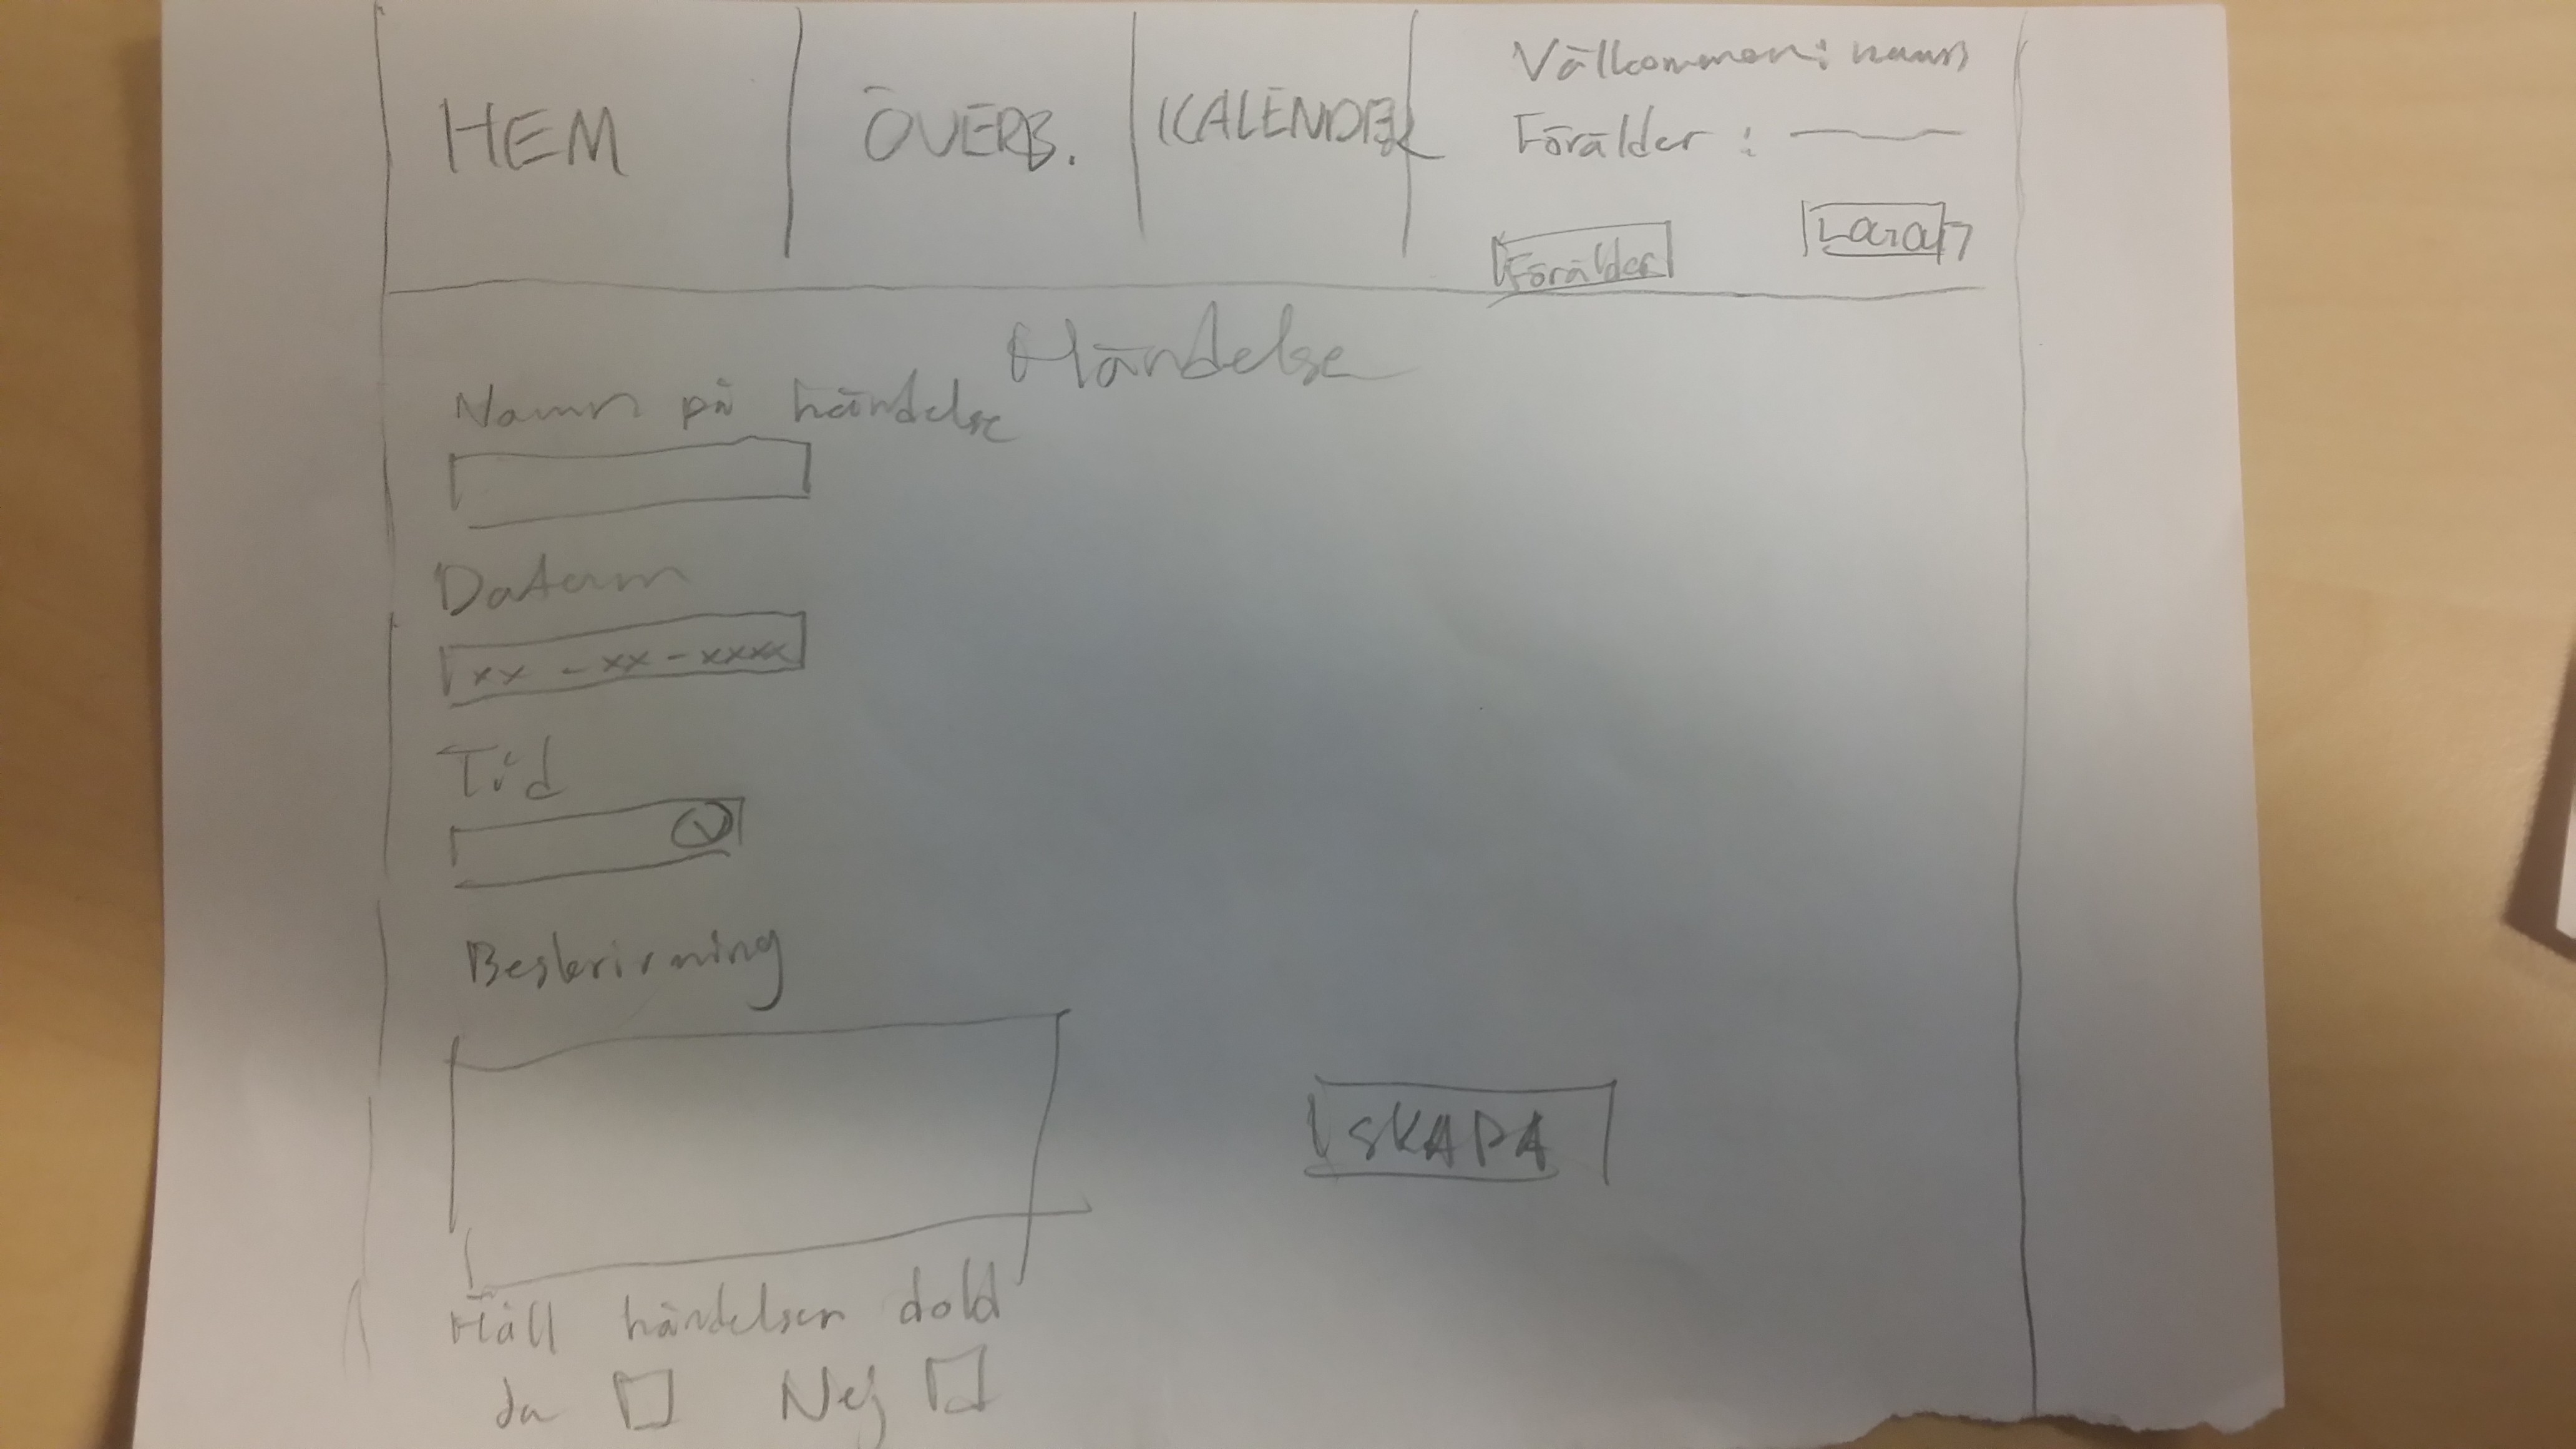 HEM
ÖVERB.
KALENDER
Välkommen: namn
Förälder :
Förälder
Händelse
Namn på händelse
Datum
xx - xx - xxxx
Tid
Beskrivning
SKAPA
Håll händelsen dold
Ja Nej